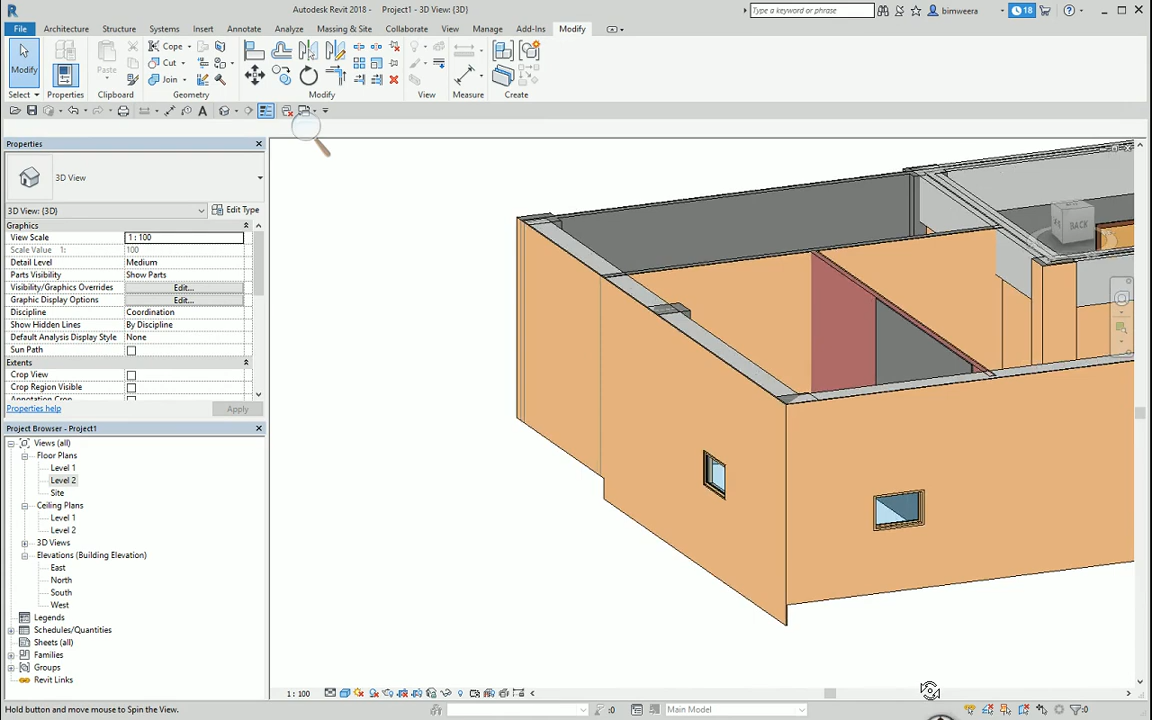 Autodesk Revit 2018 -    Project1 - 3D View: {3D}
Type a keyword or phrase
bimweera
18
File Architecture Structure Systems Insert Annotate Analyze Massing & Site Collaborate View Manage Add-Ins Modify
Modify
Paste
Cope
Cut
Join
Select Properties Clipboard Geometry Modify View Measure Create
Properties
3D View
3D View: {3D} Edit Type
Graphics
View Scale 1 : 100
Scale Value 1: 100
Detail Level Medium
Parts Visibility Show Parts
Visibility/Graphics Overrides Edit...
Graphic Display Options Edit...
Discipline Coordination
Show Hidden Lines By Discipline
Default Analysis Display Style None
Sun Path
Extents
Crop View
Crop Region Visible
Properties help Apply
Project Browser - Project1
Views (all)
Floor Plans
Level 1
Level 2
Site
Ceiling Plans
Level 1
Level 2
3D Views
Elevations (Building Elevation)
East
North
South
West
Legends
Schedules/Quantities
Sheets (all)
Families
Groups
Revit Links
BACK
1 : 100
Hold button and move mouse to Spin the View.
:0
Main Model
:0